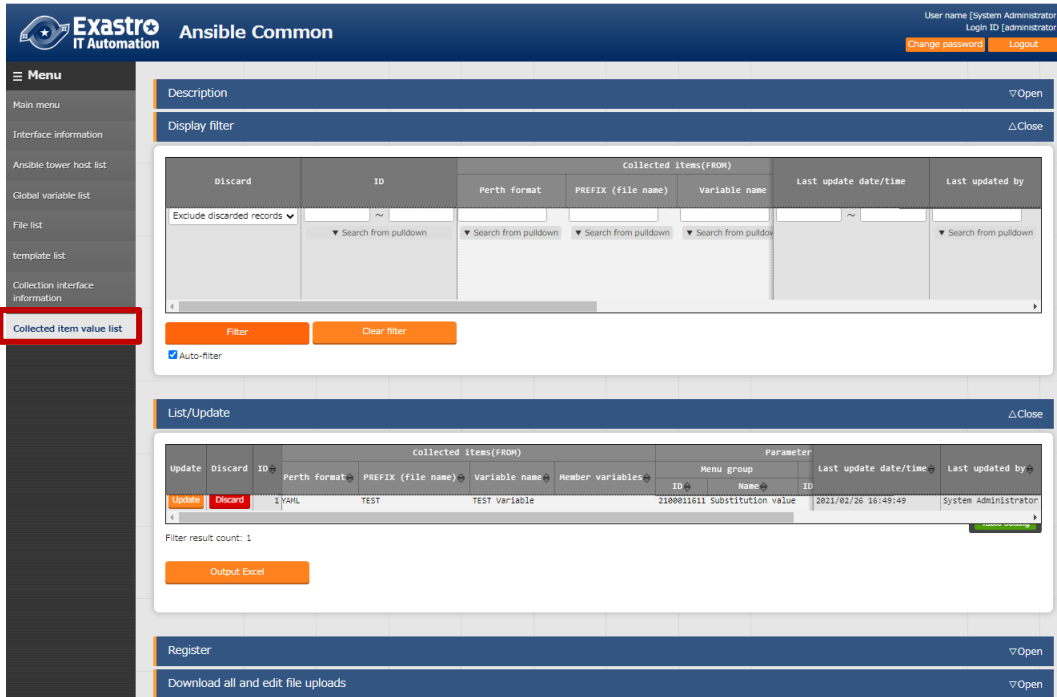 Exastro
IT Automation
Ansible Common
User name [System Administrator
Login ID [administrator
Change password
Logout
Menu
Main menu
Interface information
Ansible tower host list
Global variable list
File list
template list
Collection interface
information
Collected item value list
Description
▽Open
Display filter
△Close
Discard
ID
Collected items(FROM)
Perth format
PREFIX (file name)
Variable name
Last update date/time
Last updated by
Exclude discarded records
~
~
▼ Search from pulldown
▼ Search from pulldown
▼ Search from pulldown
▼ Search from pulldov
▼ Search from pulldown
Filter
Clear filter
Auto-filter
List/Update
△Close
Update
Discard
ID
Collected items(FROM)
Perth format
PREFIX (file name)
Variable name
Member variables
Parameter
Menu group
ID
Name
ID
Last update date/time
Last updated by
Update
Discard
1
YAML
TEST
TEST Variable
2100011611
Substitution value
2021/02/26 16:49:49
System Administrator
Filter result count: 1
Output Excel
Register
▽Open
Download all and edit file uploads
▽Open